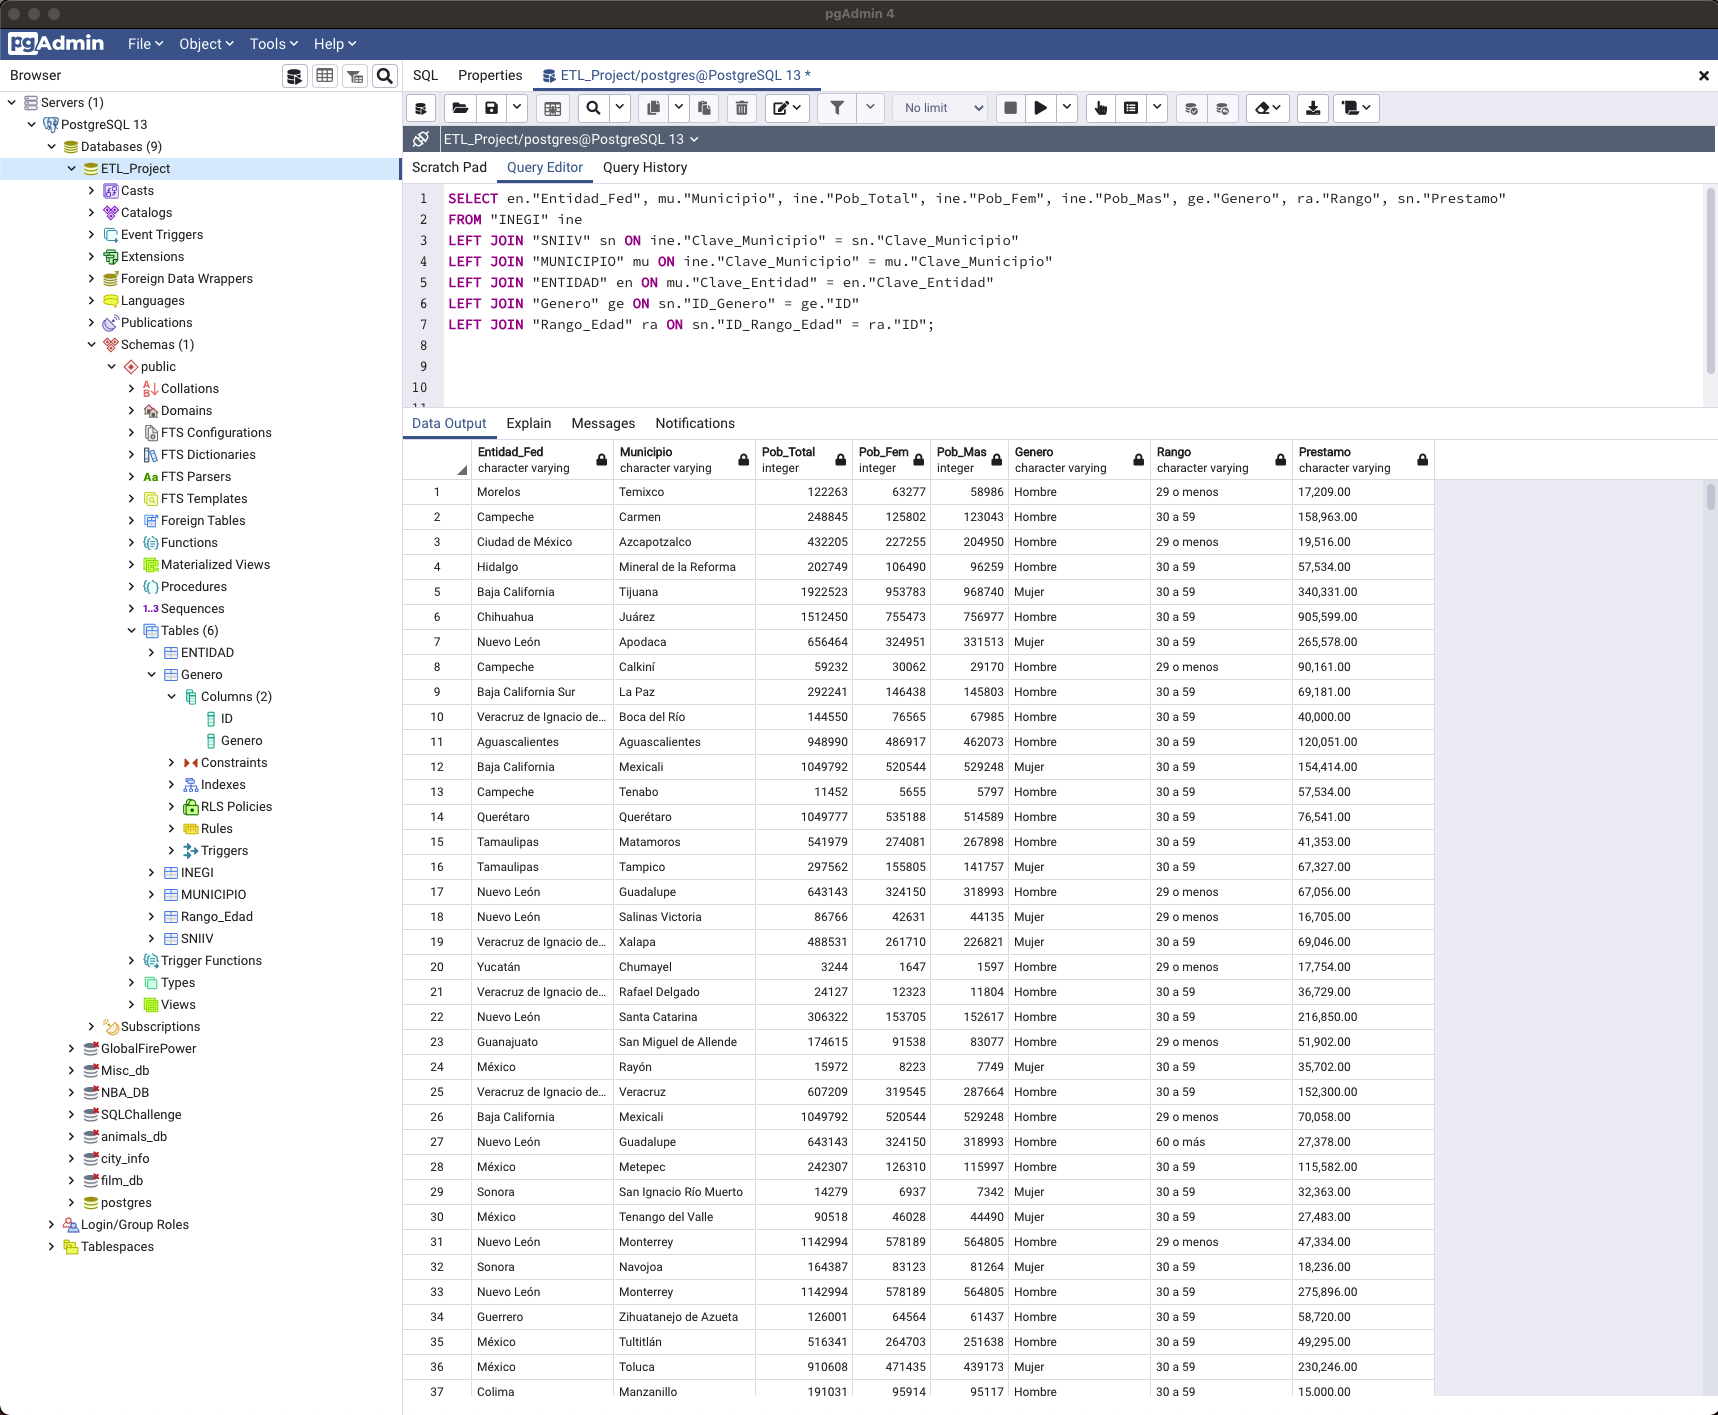 pgAdmin 4
pgAdmin File Object Tools Help
Browser
Servers (1)
PostgreSQL 13
Databases (9)
ETL_Project
Casts
Catalogs
Event Triggers
Extensions
Foreign Data Wrappers
Languages
Publications
Schemas (1)
public
Collations
Domains
FTS Configurations
FTS Dictionaries
FTS Parsers
FTS Templates
Foreign Tables
Functions
Materialized Views
Procedures
1..3 Sequences
Tables (6)
ENTIDAD
Genero
Columns (2)
ID
Genero
Constraints
Indexes
RLS Policies
Rules
Triggers
INEGI
MUNICIPIO
Rango_Edad
SNIIV
Trigger Functions
Types
Views
Subscriptions
GlobalFirePower
Misc_db
NBA_DB
SQLChallenge
animals_db
city_info
film_db
postgres
Login/Group Roles
Tablespaces
SQL Properties ETL_Project/postgres@PostgreSQL 13 *
No limit
ETL_Project/postgres@PostgreSQL 13
Scratch Pad Query Editor Query History
1 SELECT en."Entidad_Fed", mu."Municipio", ine."Pob_Total", ine."Pob_Fem", ine."Pob_Mas", ge."Genero", ra."Rango", sn."Prestamo"
2 FROM "INEGI" ine
3 LEFT JOIN "SNIIV" sn ON ine."Clave_Municipio" = sn."Clave_Municipio"
4 LEFT JOIN "MUNICIPIO" mu ON ine."Clave_Municipio" = mu."Clave_Municipio"
5 LEFT JOIN "ENTIDAD" en ON mu."Clave_Entidad" = en."Clave_Entidad"
6 LEFT JOIN "Genero" ge ON sn."ID_Genero" = ge."ID"
7 LEFT JOIN "Rango_Edad" ra ON sn."ID_Rango_Edad" = ra."ID";
8
9
10
11
Data Output Explain Messages Notifications
Entidad_Fed Municipio Pob_Total Pob_Fem Pob_Mas Genero Rango Prestamo
character varying character varying integer integer integer character varying character varying character varying
1 Morelos Temixco 122263 63277 58986 Hombre 29 o menos 17,209.00
2 Campeche Carmen 248845 125802 123043 Hombre 30 a 59 158,963.00
3 Ciudad de México Azcapotzalco 432205 227255 204950 Hombre 29 o menos 19,516.00
4 Hidalgo Mineral de la Reforma 202749 106490 96259 Hombre 30 a 59 57,534.00
5 Baja California Tijuana 1922523 953783 968740 Mujer 30 a 59 340,331.00
6 Chihuahua Juárez 1512450 755473 756977 Hombre 30 a 59 905,599.00
7 Nuevo León Apodaca 656464 324951 331513 Mujer 30 a 59 265,578.00
8 Campeche Calkiní 59232 30062 29170 Hombre 29 o menos 90,161.00
9 Baja California Sur La Paz 292241 146438 145803 Hombre 30 a 59 69,181.00
10 Veracruz de Ignacio de... Boca del Río 144550 76565 67985 Hombre 30 a 59 40,000.00
11 Aguascalientes Aguascalientes 948990 486917 462073 Hombre 30 a 59 120,051.00
12 Baja California Mexicali 1049792 520544 529248 Mujer 30 a 59 154,414.00
13 Campeche Tenabo 11452 5655 5797 Hombre 30 a 59 57,534.00
14 Querétaro Querétaro 1049777 535188 514589 Hombre 30 a 59 76,541.00
15 Tamaulipas Matamoros 541979 274081 267898 Hombre 30 a 59 41,353.00
16 Tamaulipas Tampico 297562 155805 141757 Mujer 30 a 59 67,327.00
17 Nuevo León Guadalupe 643143 324150 318993 Hombre 29 o menos 67,056.00
18 Nuevo León Salinas Victoria 86766 42631 44135 Mujer 29 o menos 16,705.00
19 Veracruz de Ignacio de... Xalapa 488531 261710 226821 Mujer 30 a 59 69,046.00
20 Yucatán Chumayel 3244 1647 1597 Hombre 29 o menos 17,754.00
21 Veracruz de Ignacio de... Rafael Delgado 24127 12323 11804 Hombre 30 a 59 36,729.00
22 Nuevo León Santa Catarina 306322 153705 152617 Hombre 30 a 59 216,850.00
23 Guanajuato San Miguel de Allende 174615 91538 83077 Hombre 29 o menos 51,902.00
24 México Rayón 15972 8223 7749 Mujer 30 a 59 35,702.00
25 Veracruz de Ignacio de... Veracruz 607209 319545 287664 Hombre 30 a 59 152,300.00
26 Baja California Mexicali 1049792 520544 529248 Hombre 29 o menos 70,058.00
27 Nuevo León Guadalupe 643143 324150 318993 Hombre 60 o más 27,378.00
28 México Metepec 242307 126310 115997 Hombre 30 a 59 115,582.00
29 Sonora San Ignacio Río Muerto 14279 6937 7342 Mujer 30 a 59 32,363.00
30 México Tenango del Valle 90518 46028 44490 Mujer 30 a 59 27,483.00
31 Nuevo León Monterrey 1142994 578189 564805 Hombre 29 o menos 47,334.00
32 Sonora Navojoa 164387 83123 81264 Mujer 30 a 59 18,236.00
33 Nuevo León Monterrey 1142994 578189 564805 Hombre 30 a 59 275,896.00
34 Guerrero Zihuatanejo de Azueta 126001 64564 61437 Hombre 30 a 59 58,720.00
35 México Tultitlán 516341 264703 251638 Hombre 30 a 59 49,295.00
36 México Toluca 910608 471435 439173 Mujer 30 a 59 230,246.00
37 Colima Manzanillo 191031 95914 95117 Hombre 30 a 59 15,000.00